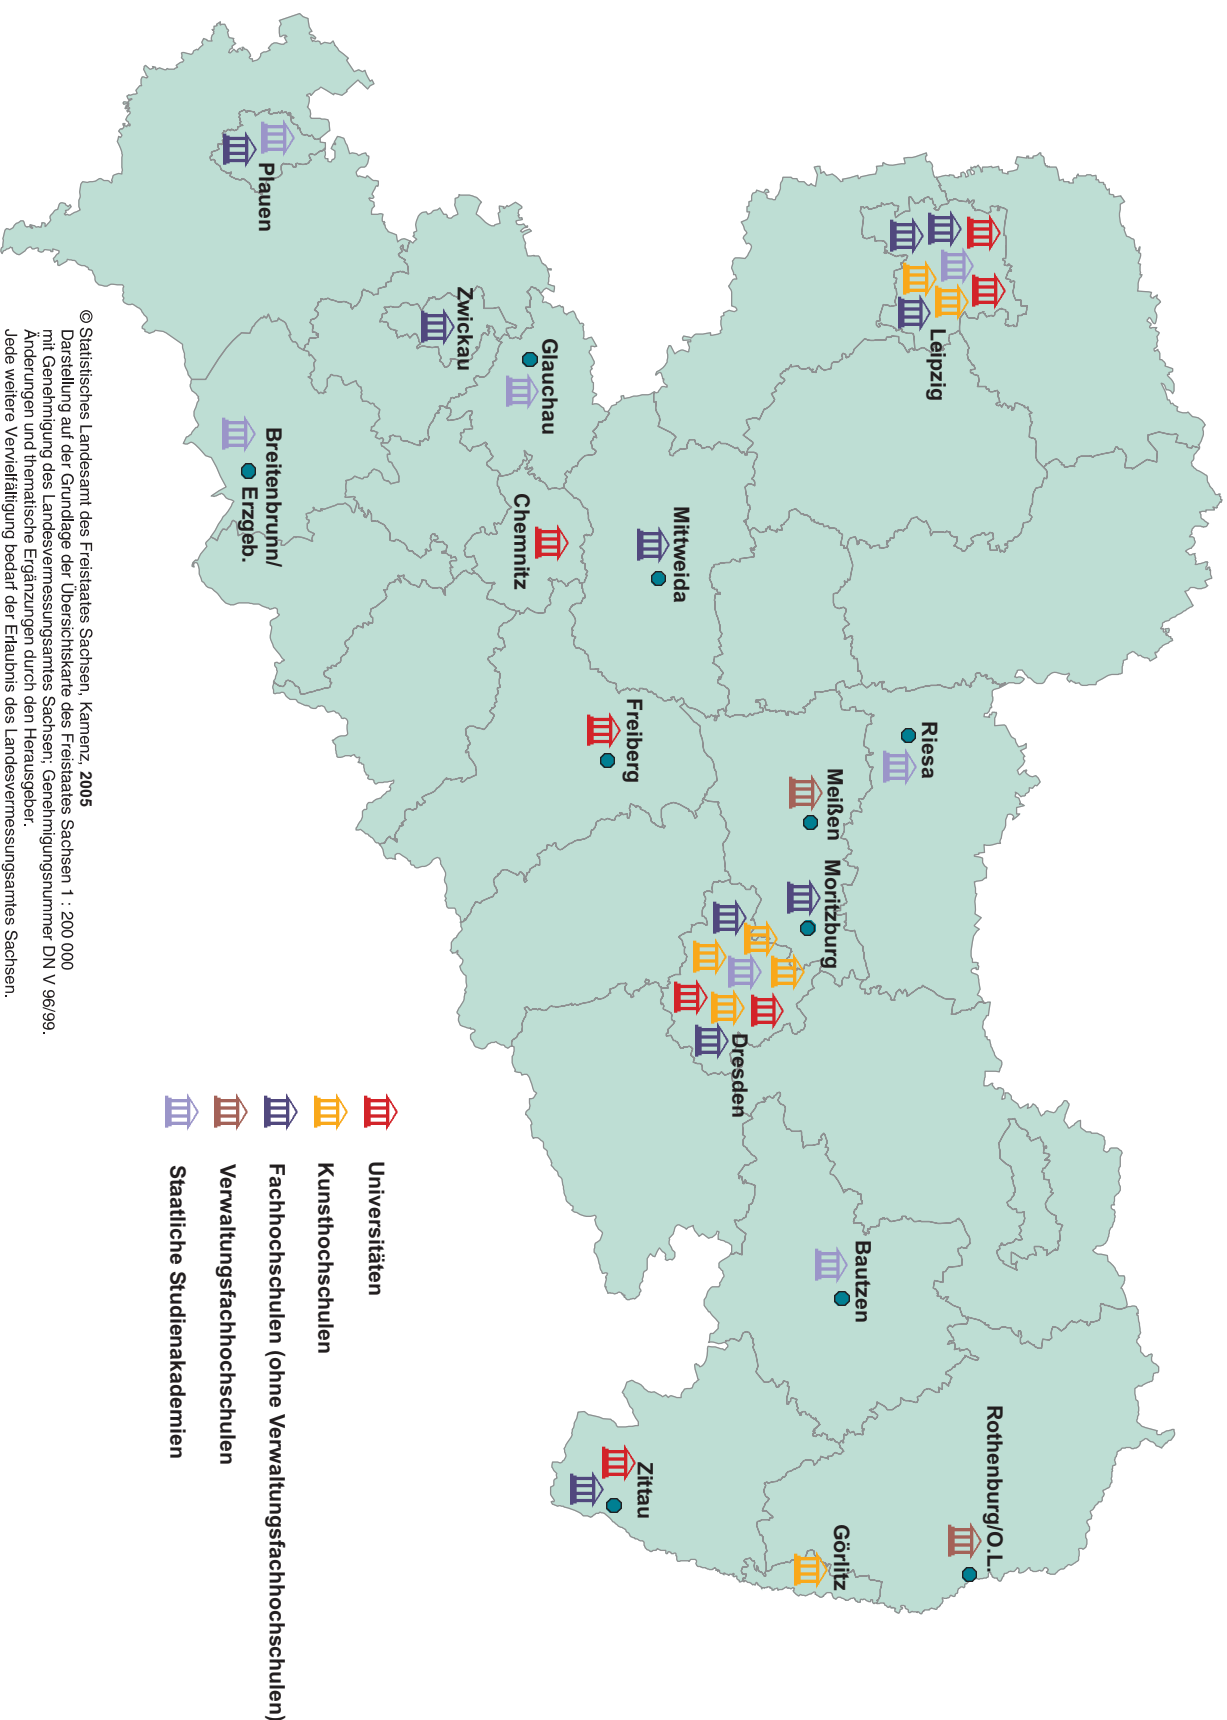 Leipzig
Rothenburg/O.L.
Riesa
Bautzen
Görlitz
Meißen
Moritzburg
Dresden
Mittweida
Zittau
Freiberg
Glauchau
Chemnitz
Zwickau
Plauen
Breitenbrunn/
Erzgeb.
Universitäten
Kunsthochschulen
Fachhochschulen (ohne Verwaltungsfachhochschulen)
Verwaltungsfachhochschulen
Staatliche Studienakademien
© Statistisches Landesamt des Freistaates Sachsen, Kamenz, 2005
Darstellung auf der Grundlage der Übersichtskarte des Freistaates Sachsen 1 : 200 000
mit Genehmigung des Landesvermessungsamtes Sachsen; Genehmigungsnummer DN V 96/99.
Änderungen und thematische Ergänzungen durch den Herausgeber.
Jede weitere Vervielfältigung bedarf der Erlaubnis des Landesvermessungsamtes Sachsen.